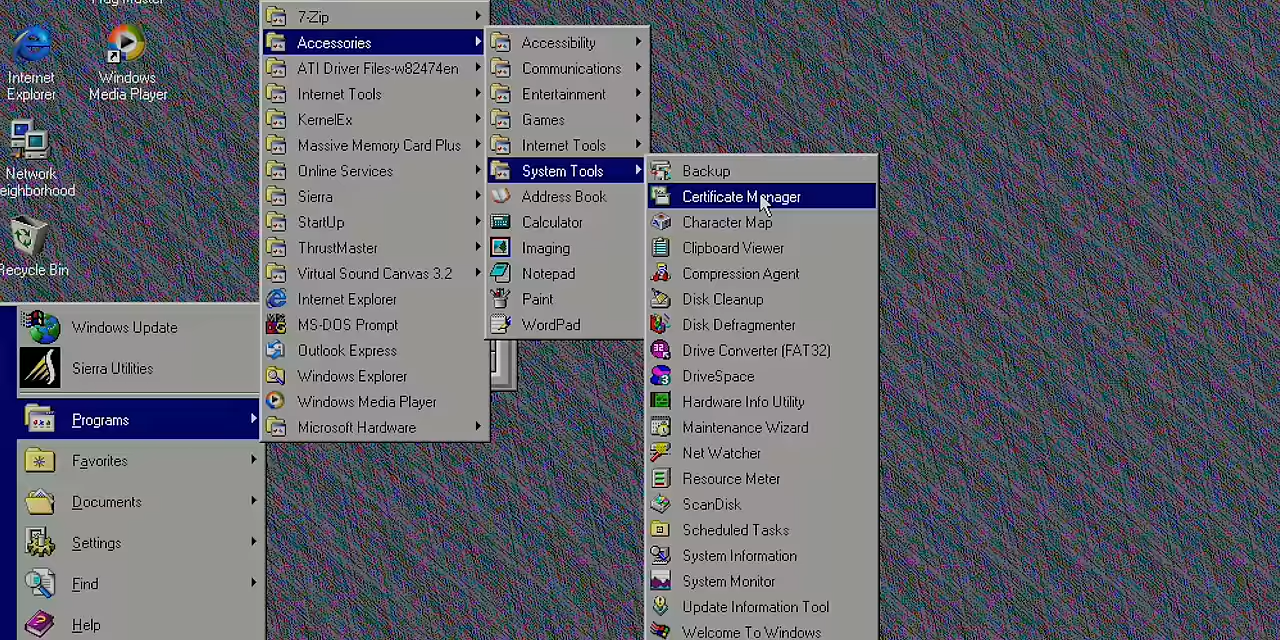 Internet
Explorer
Windows
Media Player
Network
eighborhood
Recycle Bin
Windows Update
Sierra Utilities
Programs
Favorites
Documents
Settings
Find
Help
7-Zip
Accessories
ATI Driver Files-w82474en
Internet Tools
KernelEx
Massive Memory Card Plus
Online Services
Sierra
StartUp
ThrustMaster
Virtual Sound Canvas 3.2
Internet Explorer
MS-DOS Prompt
Outlook Express
Windows Explorer
Windows Media Player
Microsoft Hardware
Accessibility
Communications
Entertainment
Games
Internet Tools
System Tools
Address Book
Calculator
Imaging
Notepad
Paint
WordPad
Backup
Certificate Manager
Character Map
Clipboard Viewer
Compression Agent
Disk Cleanup
Disk Defragmenter
Drive Converter (FAT32)
DriveSpace
Hardware Info Utility
Maintenance Wizard
Net Watcher
Resource Meter
ScanDisk
Scheduled Tasks
System Information
System Monitor
Update Information Tool
Welcome To Windows